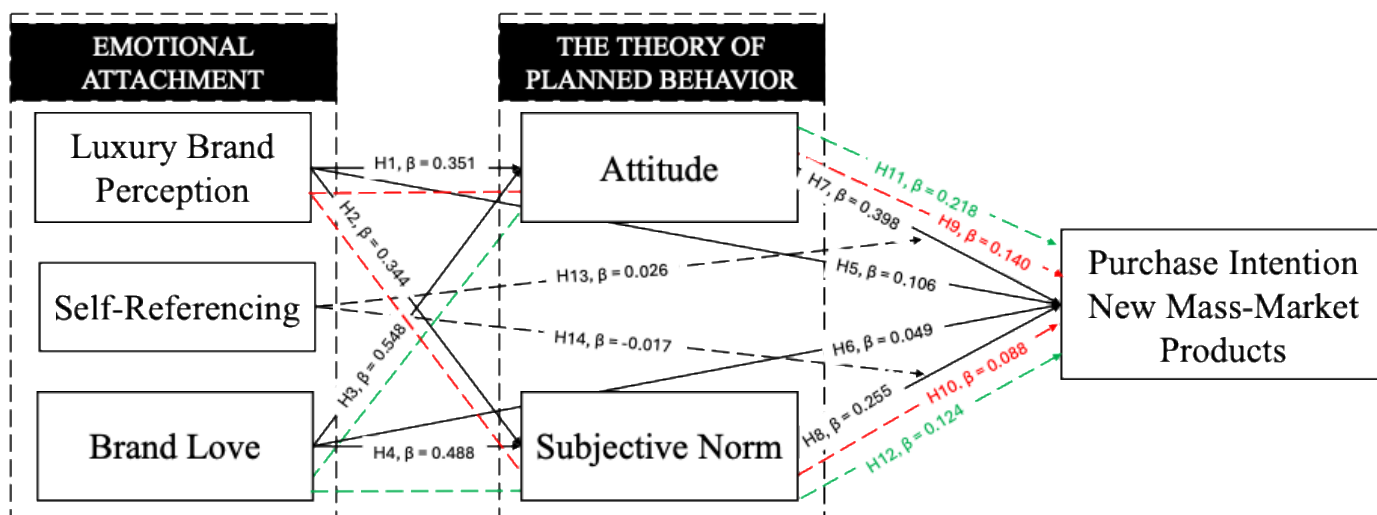 EMOTIONAL
ATTACHMENT
THE THEORY OF
PLANNED BEHAVIOR
Luxury Brand
Perception
Self-Referencing
Brand Love
Attitude
Subjective Norm
Purchase Intention
New Mass-Market
Products
H1, β = 0.351
H2, β = 0.344
H3, β = 0.548
H4, β = 0.488
H5, β = 0.106
H6, β = 0.049
H7, β = 0.398
H8, β = 0.255
H9, β = 0.140
H10, β = 0.088
H11, β = 0.218
H12, β = 0.124
H13, β = 0.026
H14, β = -0.017